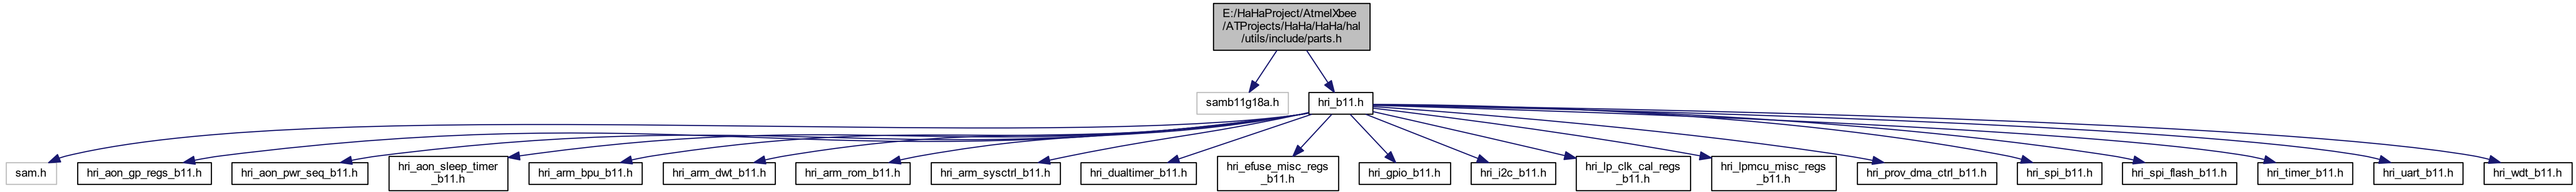 E:/HaHaProject/AtmelXbee
/ATProjects/HaHa/HaHa/hal
/utils/include/parts.h
samb11g18a.h
hri_b11.h
sam.h
hri_aon_gp_regs_b11.h
hri_aon_pwr_seq_b11.h
hri_aon_sleep_timer
_b11.h
hri_arm_bpu_b11.h
hri_arm_dwt_b11.h
hri_arm_rom_b11.h
hri_arm_sysctrl_b11.h
hri_dualtimer_b11.h
hri_efuse_misc_regs
_b11.h
hri_gpio_b11.h
hri_i2c_b11.h
hri_lp_clk_cal_regs
_b11.h
hri_lpmcu_misc_regs
_b11.h
hri_prov_dma_ctrl_b11.h
hri_spi_b11.h
hri_spi_flash_b11.h
hri_timer_b11.h
hri_uart_b11.h
hri_wdt_b11.h